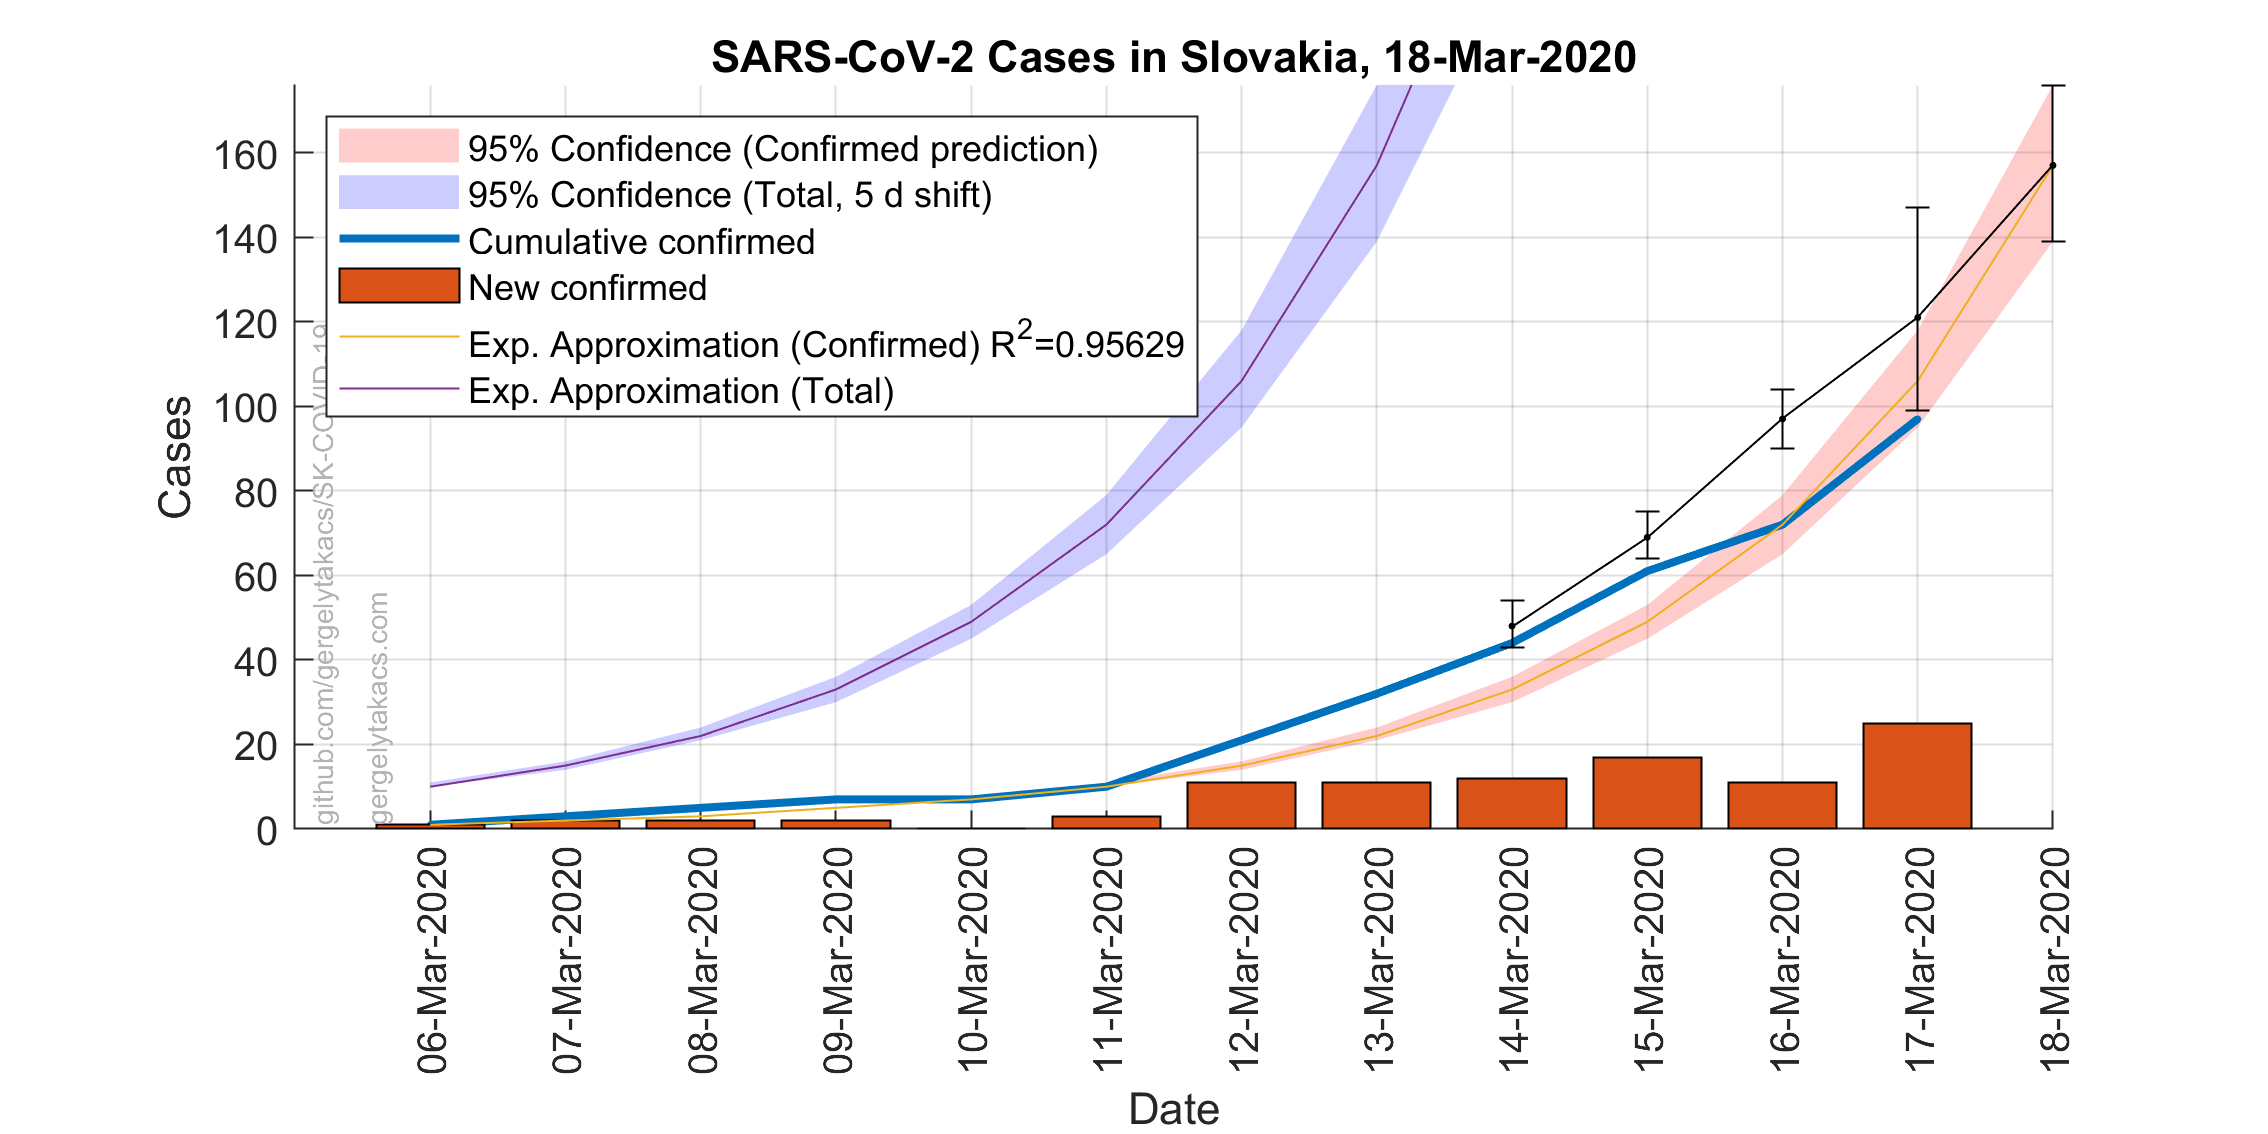 SARS-CoV-2 Cases in Slovakia, 18-Mar-2020
95% Confidence (Confirmed prediction)
95% Confidence (Total, 5 d shift)
Cumulative confirmed
New confirmed
Exp. Approximation (Confirmed) R²=0.95629
Exp. Approximation (Total)
Cases
160
140
120
100
80
60
40
20
0
github.com/gergelytakacs/SK-COVID-19
gergelytakacs.com
06-Mar-2020
07-Mar-2020
08-Mar-2020
09-Mar-2020
10-Mar-2020
11-Mar-2020
12-Mar-2020
13-Mar-2020
14-Mar-2020
15-Mar-2020
16-Mar-2020
17-Mar-2020
18-Mar-2020
Date